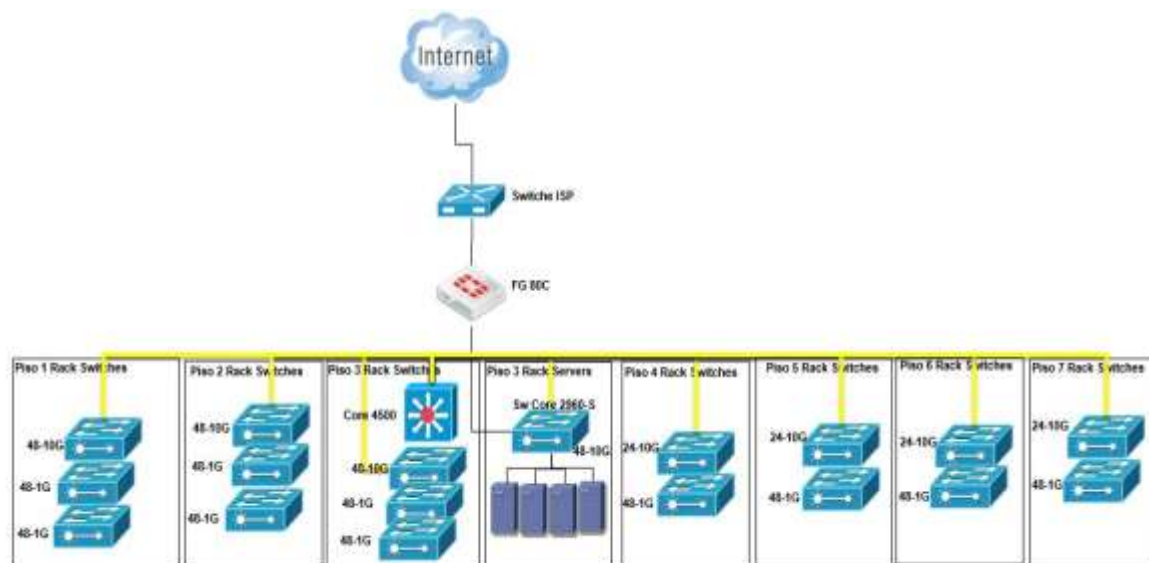 Internet
Switche ISP
FG 80C
Piso 1 Rack Switches
48-10G
48-1G
48-1G
Piso 2 Rack Switches
48-10G
48-1G
48-1G
Piso 3 Rack Switches
Core 4500
48-10G
48-1G
48-1G
Piso 3 Rack Servers
Sw Core 2960-S
48-10G
Piso 4 Rack Switches
24-10G
48-1G
Piso 5 Rack Switches
24-10G
48-1G
Piso 6 Rack Switches
24-10G
48-1G
Piso 7 Rack Switches
24-10G
48-1G